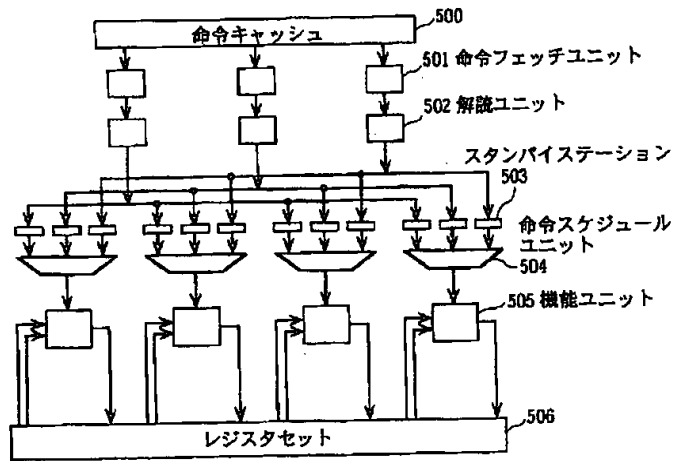 500
命令キャッシュ
501 命令フェッチユニット
502 解読ユニット
スタンバイステーション
503
命令スケジュール
ユニット
504
505 機能ユニット
506
レジスタセット